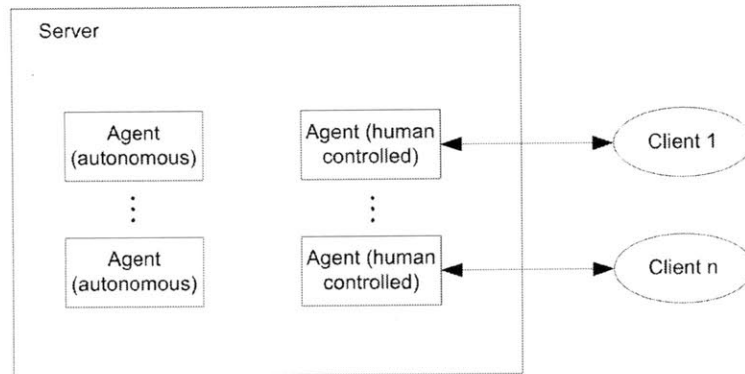 Server
Agent
(autonomous)
Agent (human
controlled)
Client 1
Agent
(autonomous)
Agent (human
controlled)
Client n